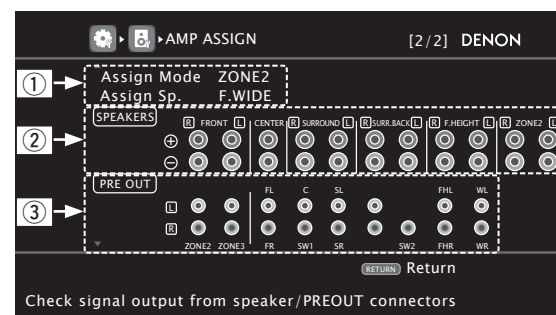 AMP ASSIGN [2/2] DENON
① Assign Mode ZONE2
Assign Sp. F.WIDE
② SPEAKERS
R FRONT L CENTER R SURROUND L R SURR.BACK L R F.HEIGHT L R ZONE2 L
⊕
⊖
③ PRE OUT
FL C SL FHL WL
L
R
ZONE2 ZONE3 FR SW1 SR SW2 FHR WR
RETURN Return
Check signal output from speaker/PREOUT connectors